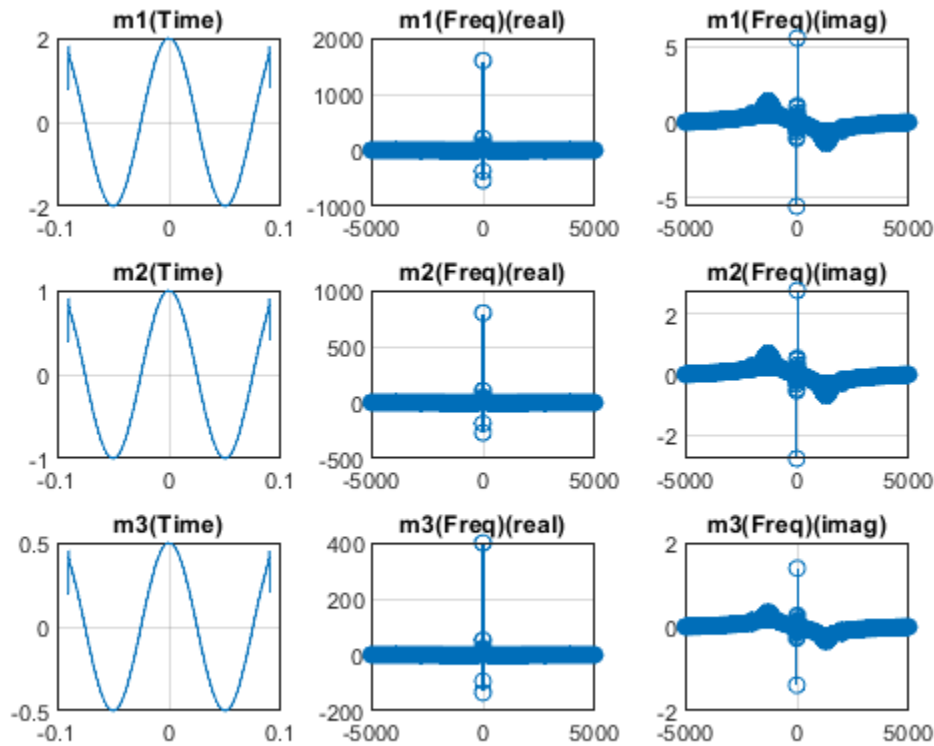 m1(Time) m1(Freq)(real) m1(Freq)(imag)
2 2000 5
1000
0 0 0
-2 -1000 -5
-0.1 0 0.1 -5000 0 5000 -5000 0 5000
m2(Time) m2(Freq)(real) m2(Freq)(imag)
1 1000 2
500
0 0 0
-1 -500 -2
-0.1 0 0.1 -5000 0 5000 -5000 0 5000
m3(Time) m3(Freq)(real) m3(Freq)(imag)
0.5 400 2
200
0 0 0
-0.5 -200 -2
-0.1 0 0.1 -5000 0 5000 -5000 0 5000